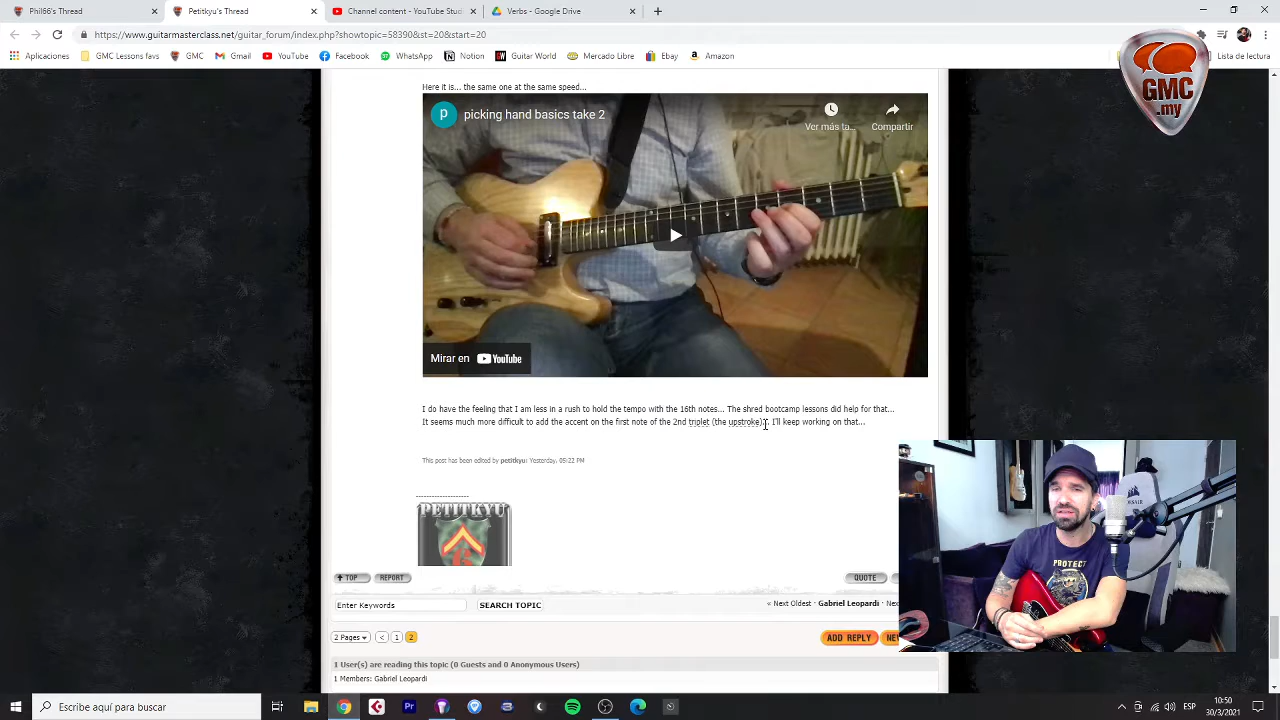 Phil66's Thread
Petitkyu's Thread
Channel content - YouTube Stud
Verbs - Google Drive
https://www.guitarmasterclass.net/guitar_forum/index.php?showtopic=58390&st=20&start=20
Aplicaciones
GMC Lessons favs
GMC
Gmail
YouTube
Facebook
WhatsApp
Notion
Guitar World
Mercado Libre
Ebay
Amazon
Lista de lectura
GMC
.my
Here it is... the same one at the same speed...
p
picking hand basics take 2
Ver más ta...
Compartir
Mirar en YouTube
I do have the feeling that I am less in a rush to hold the tempo with the 16th notes... The shred bootcamp lessons did help for that...
It seems much more difficult to add the accent on the first note of the 2nd triplet (the upstroke)... I'll keep working on that...
This post has been edited by petitkyu: Yesterday, 05:22 PM
--------------------
PETITKYU
TOP
REPORT
QUOTE
Enter Keywords
SEARCH TOPIC
< Next Oldest · Gabriel Leopardi · Nex
2 Pages
<
1
2
ADD REPLY
NE
1 User(s) are reading this topic (0 Guests and 0 Anonymous Users)
1 Members: Gabriel Leopardi
PROTECT
Escribe aquí para buscar
Pr
ESP
10:50
30/3/2021